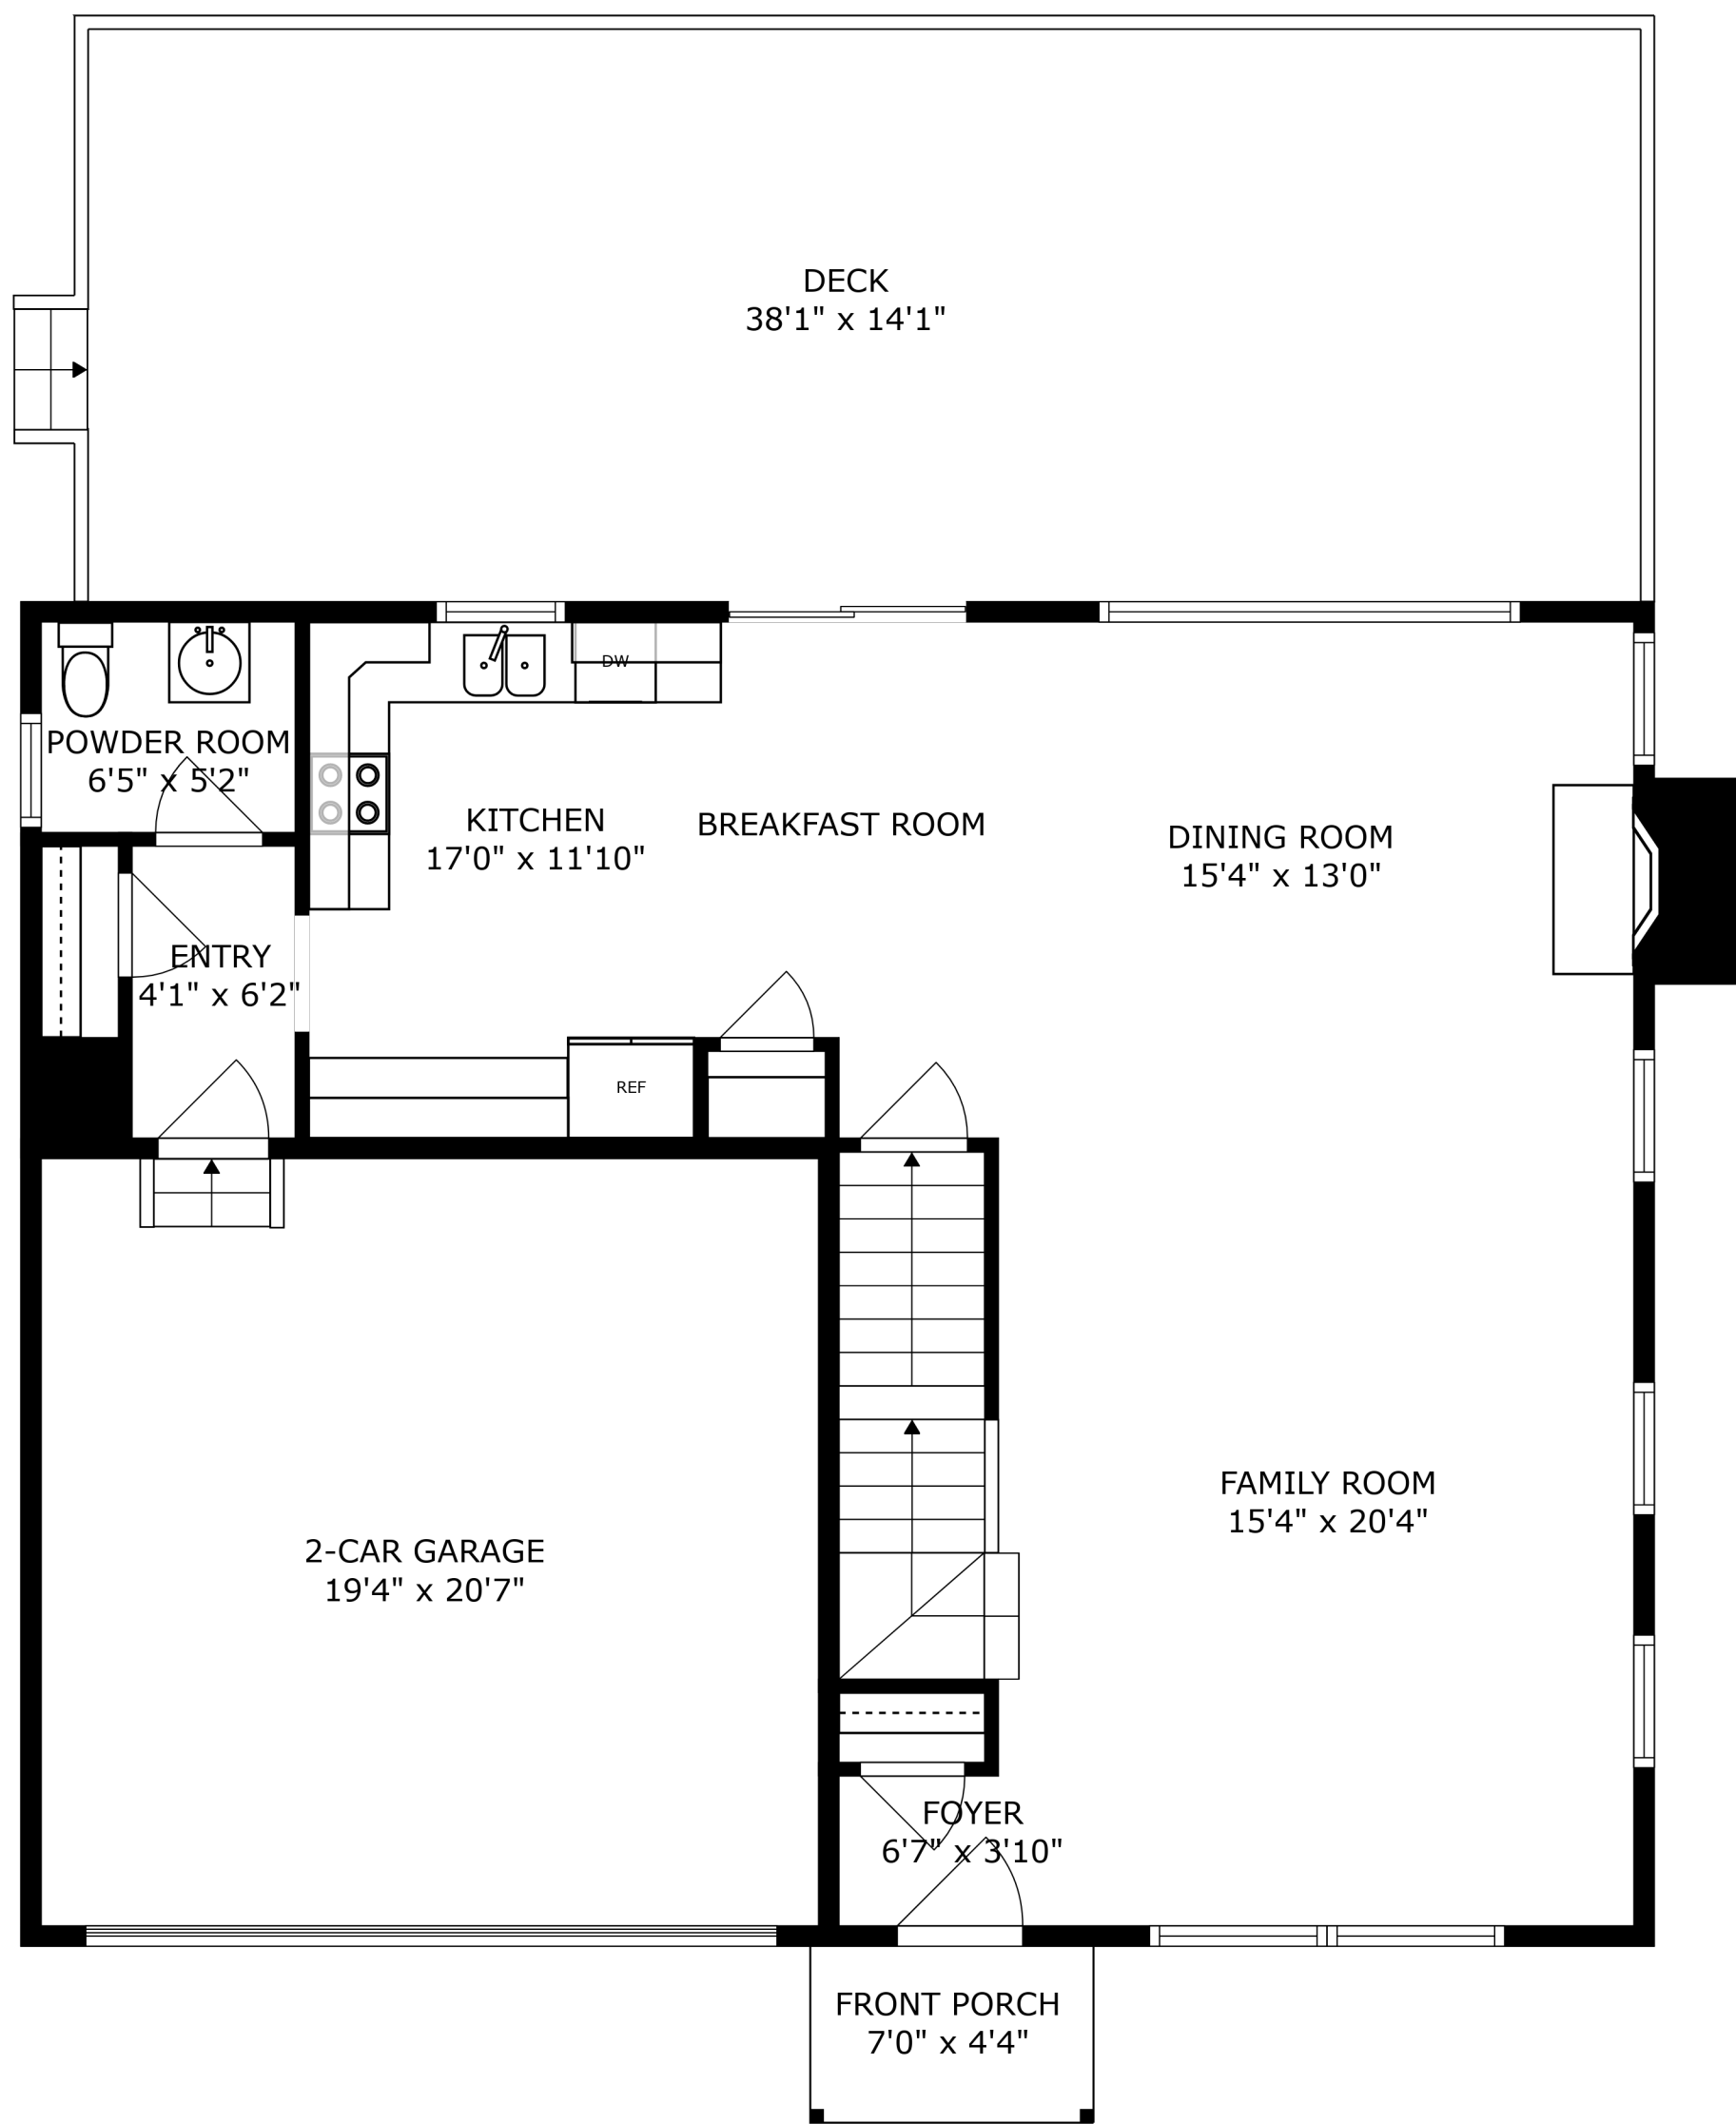 DECK
38'1" x 14'1"
DW
POWDER ROOM
6'5" x 5'2"
KITCHEN
17'0" x 11'10"
BREAKFAST ROOM
DINING ROOM
15'4" x 13'0"
ENTRY
4'1" x 6'2"
REF
FAMILY ROOM
15'4" x 20'4"
2-CAR GARAGE
19'4" x 20'7"
FOYER
6'7" x 3'10"
FRONT PORCH
7'0" x 4'4"